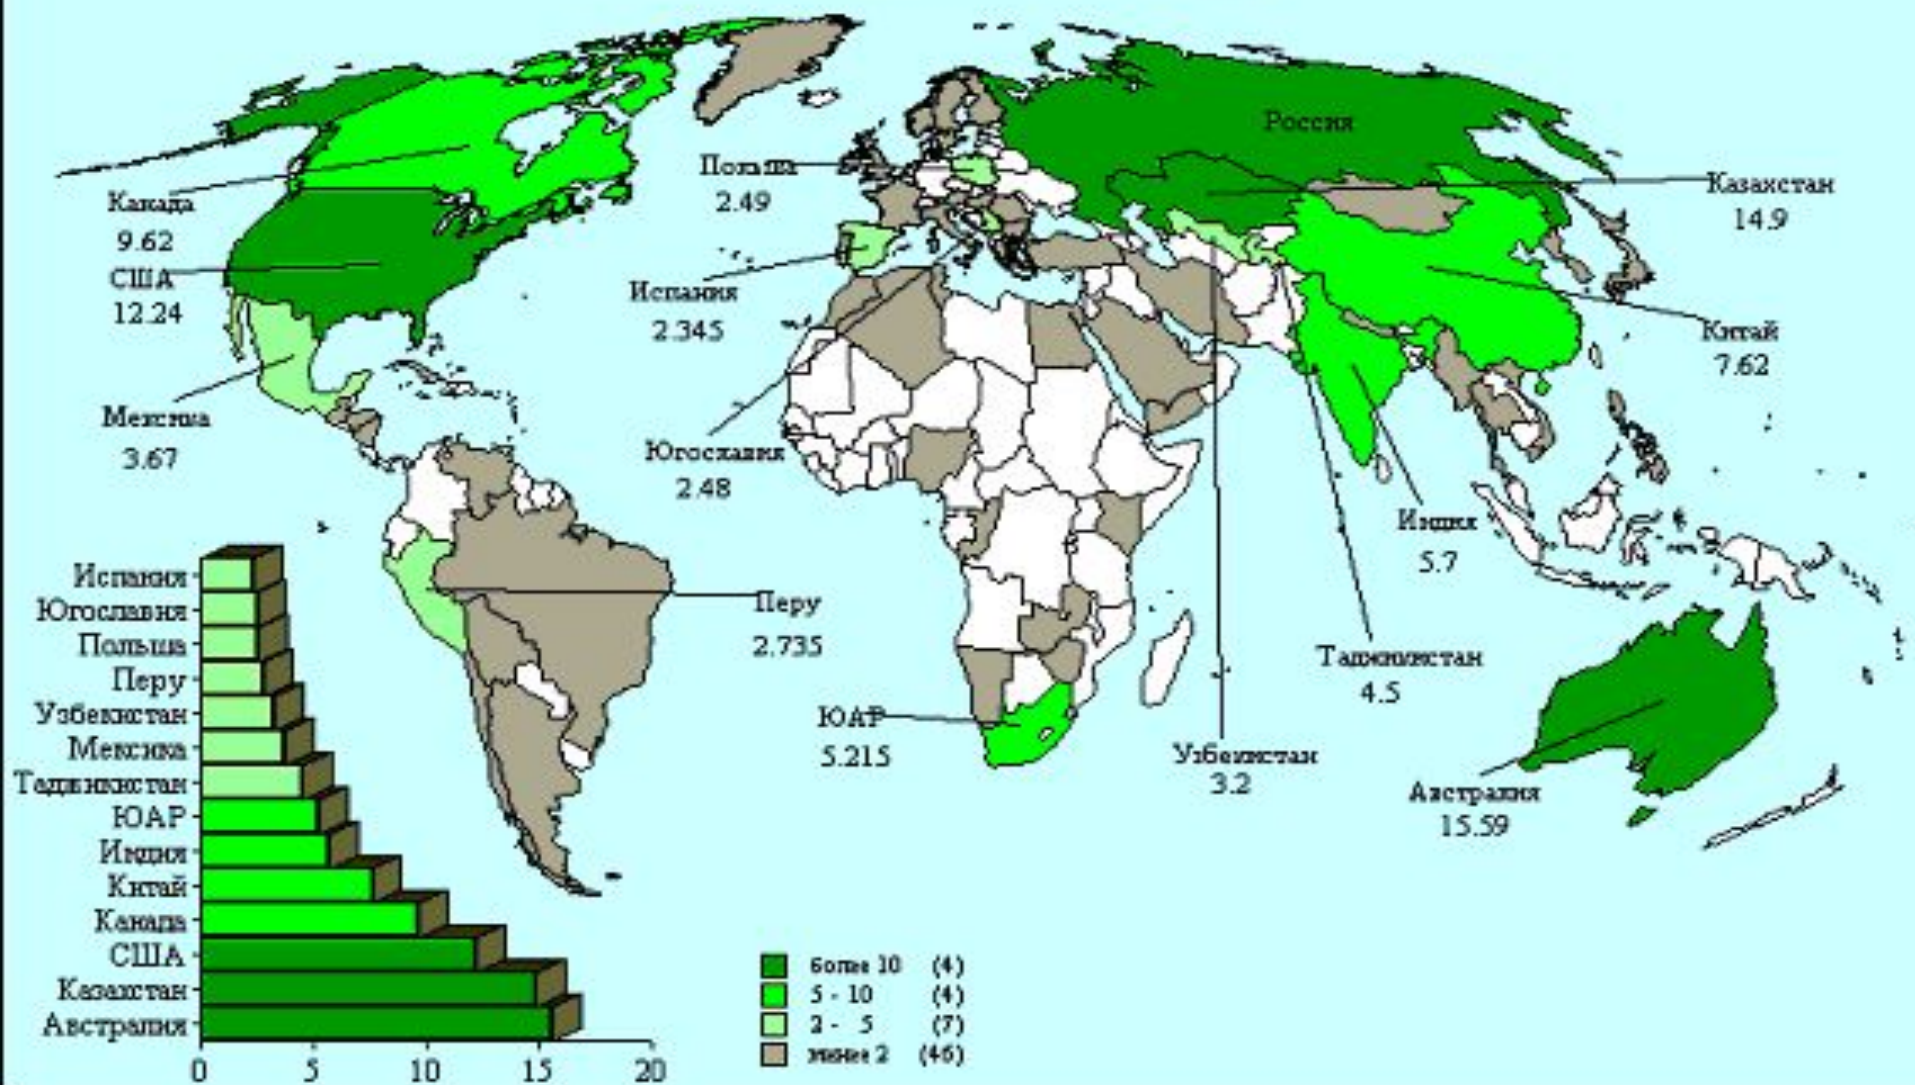 Россия
Канада
9.62
США
12.24
Мексика
3.67
Польша
2.49
Испания
2.345
Югославия
2.48
Казахстан
14.9
Китай
7.62
Индия
5.7
Таджикистан
4.5
Узбекистан
3.2
Перу
2.735
ЮАР
5.215
Австралия
15.59
Испания
Югославия
Польша
Перу
Узбекистан
Мексика
Таджикистан
ЮАР
Индия
Китай
Канада
США
Казахстан
Австралия
0 5 10 15 20
более 10 (4)
5 - 10 (4)
2 - 5 (7)
менее 2 (46)